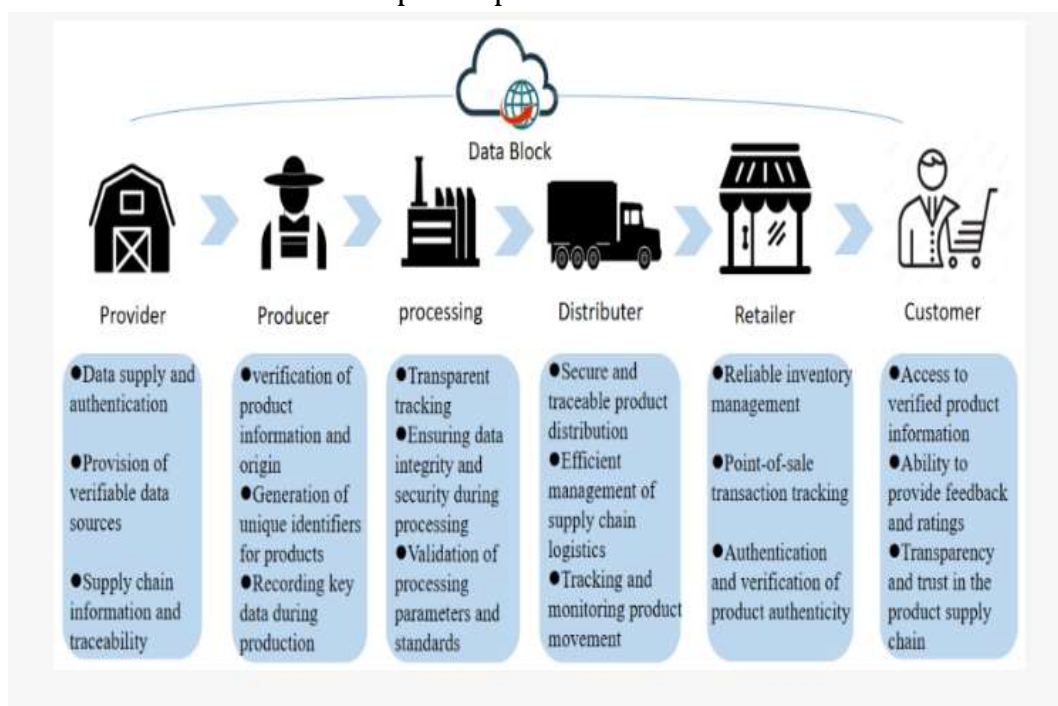 Data Block
Provider
Producer
processing
Distributer
Retailer
Customer
●Data supply and
authentication
●Provision of
verifiable data
sources
●Supply chain
information and
traceability
●verification of
product
information and
origin
●Generation of
unique identifiers
for products
●Recording key
data during
production
●Transparent
tracking
●Ensuring data
integrity and
security during
processing
●Validation of
processing
parameters and
standards
●Secure and
traceable product
distribution
●Efficient
management of
supply chain
logistics
●Tracking and
monitoring product
movement
●Reliable inventory
management
●Point-of-sale
transaction tracking
●Authentication
and verification of
product authenticity
●Access to
verified product
information
●Ability to
provide feedback
and ratings
●Transparency
and trust in the
product supply
chain